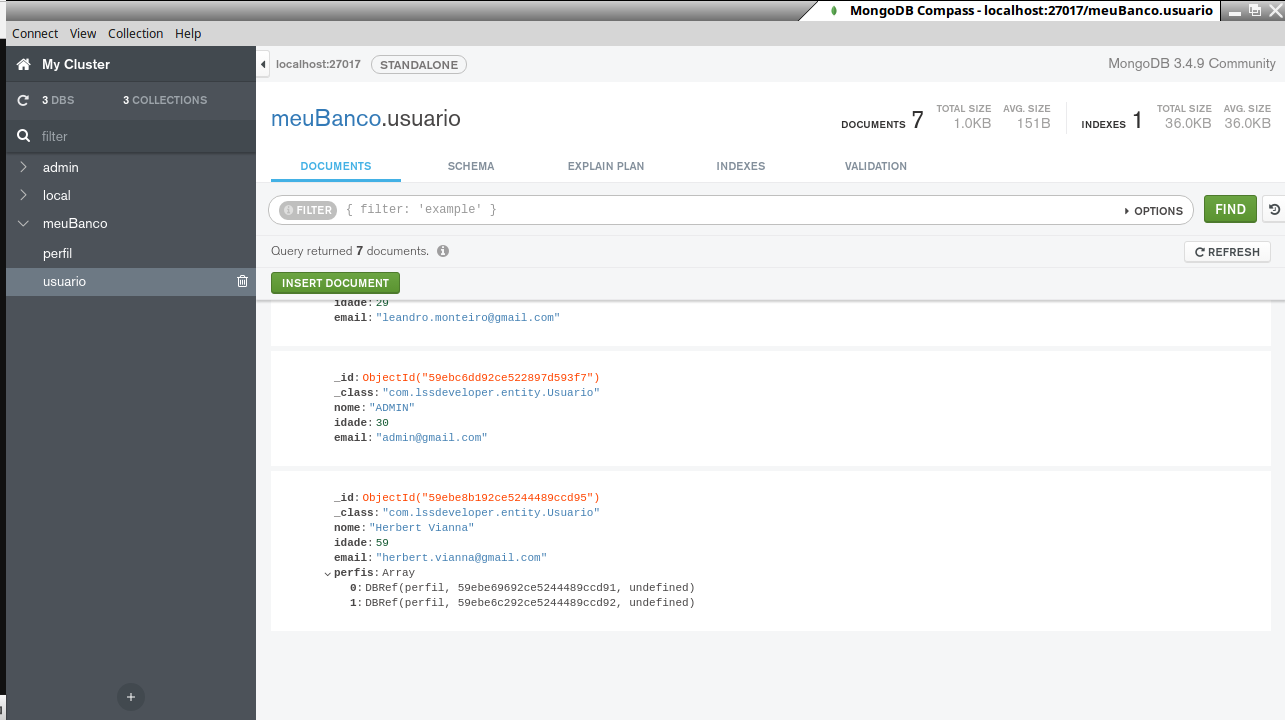 MongoDB Compass - localhost:27017/meuBanco.usuario
Connect View Collection Help
My Cluster
3 DBS 3 COLLECTIONS
filter
admin
local
meuBanco
perfil
usuario
localhost:27017 STANDALONE MongoDB 3.4.9 Community
meuBanco.usuario
DOCUMENTS 7 TOTAL SIZE 1.0KB AVG. SIZE 151B INDEXES 1 TOTAL SIZE 36.0KB AVG. SIZE 36.0KB
DOCUMENTS SCHEMA EXPLAIN PLAN INDEXES VALIDATION
FILTER { filter: 'example' } OPTIONS FIND
Query returned 7 documents. REFRESH
INSERT DOCUMENT
idade: 29
email: "leandro.monteiro@gmail.com"
_id: ObjectId("59ebc6dd92ce522897d593f7")
_class: "com.lssdeveloper.entity.Usuario"
nome: "ADMIN"
idade: 30
email: "admin@gmail.com"
_id: ObjectId("59ebe8b192ce5244489ccd95")
_class: "com.lssdeveloper.entity.Usuario"
nome: "Herbert Vianna"
idade: 59
email: "herbert.vianna@gmail.com"
perfis: Array
0: DBRef(perfil, 59ebe69692ce5244489ccd91, undefined)
1: DBRef(perfil, 59ebe6c292ce5244489ccd92, undefined)